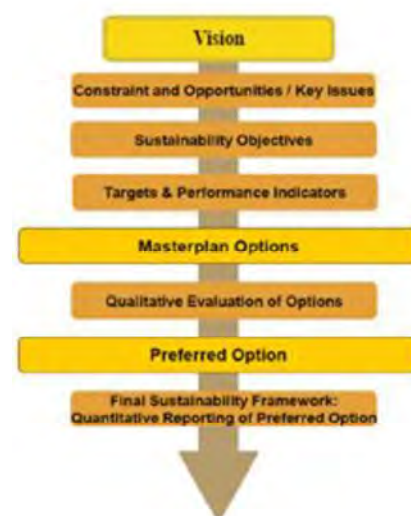 Vision
Constraint and Opportunities / Key Issues
Sustainability Objectives
Targets & Performance Indicators
Masterplan Options
Qualitative Evaluation of Options
Preferred Option
Final Sustainability Framework:
Quantitative Reporting of Preferred Option